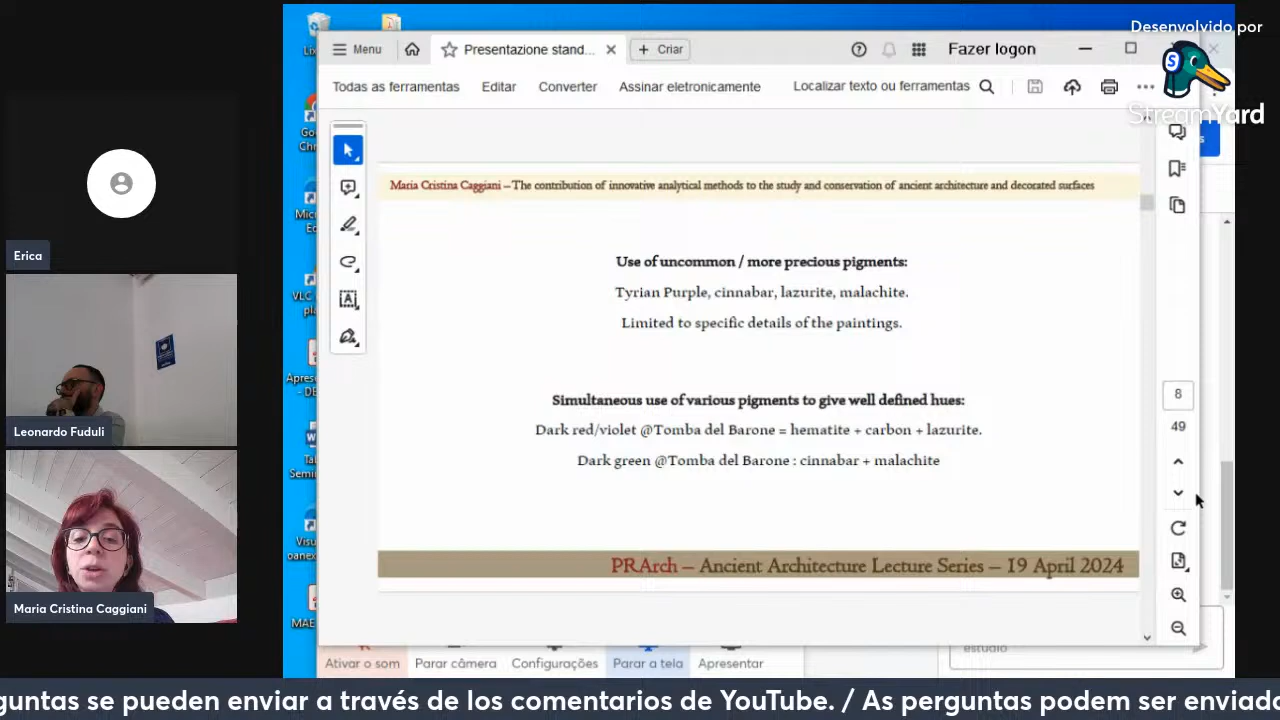 Desenvolvido por
StreamYard
Menu
Presentazione stand...
Criar
Fazer logon
Todas as ferramentas
Editar
Converter
Assinar eletronicamente
Localizar texto ou ferramentas
Maria Cristina Caggiani – The contribution of innovative analytical methods to the study and conservation of ancient architecture and decorated surfaces
Use of uncommon / more precious pigments:
Tyrian Purple, cinnabar, lazurite, malachite.
Limited to specific details of the paintings.
Simultaneous use of various pigments to give well defined hues:
Dark red/violet @Tomba del Barone = hematite + carbon + lazurite.
Dark green @Tomba del Barone : cinnabar + malachite
PRArch – Ancient Architecture Lecture Series – 19 April 2024
8
49
Erica
Leonardo Fuduli
Maria Cristina Caggiani
Ativar o som
Parar câmera
Configurações
Parar a tela
Apresentar
estúdio
guntas se pueden enviar a través de los comentarios de YouTube. / As perguntas podem ser enviado